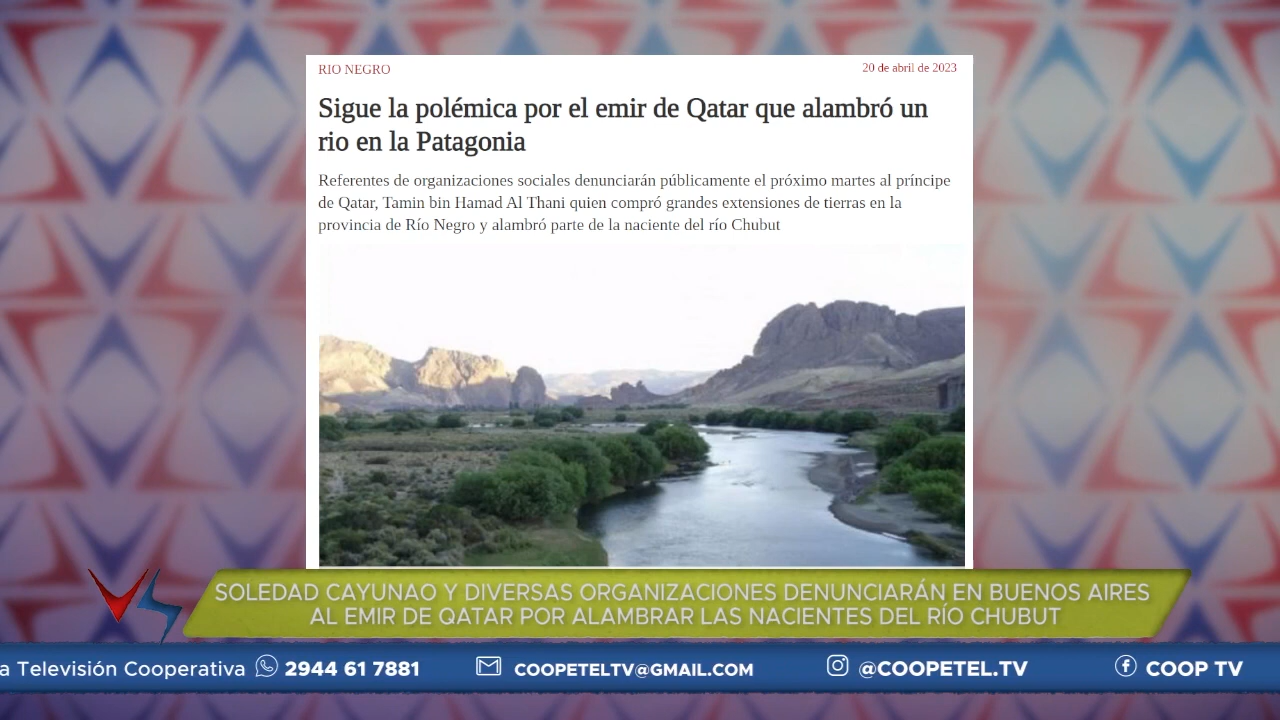 RIO NEGRO
20 de abril de 2023
Sigue la polémica por el emir de Qatar que alambró un
rio en la Patagonia
Referentes de organizaciones sociales denunciarán públicamente el próximo martes al príncipe
de Qatar, Tamin bin Hamad Al Thani quien compró grandes extensiones de tierras en la
provincia de Río Negro y alambró parte de la naciente del río Chubut
SOLEDAD CAYUNAO Y DIVERSAS ORGANIZACIONES DENUNCIARÁN EN BUENOS AIRES
AL EMIR DE QATAR POR ALAMBRAR LAS NACIENTES DEL RÍO CHUBUT
a Televisión Cooperativa 2944 61 7881 COOPETELTV@GMAIL.COM @COOPETEL.TV COOP TV